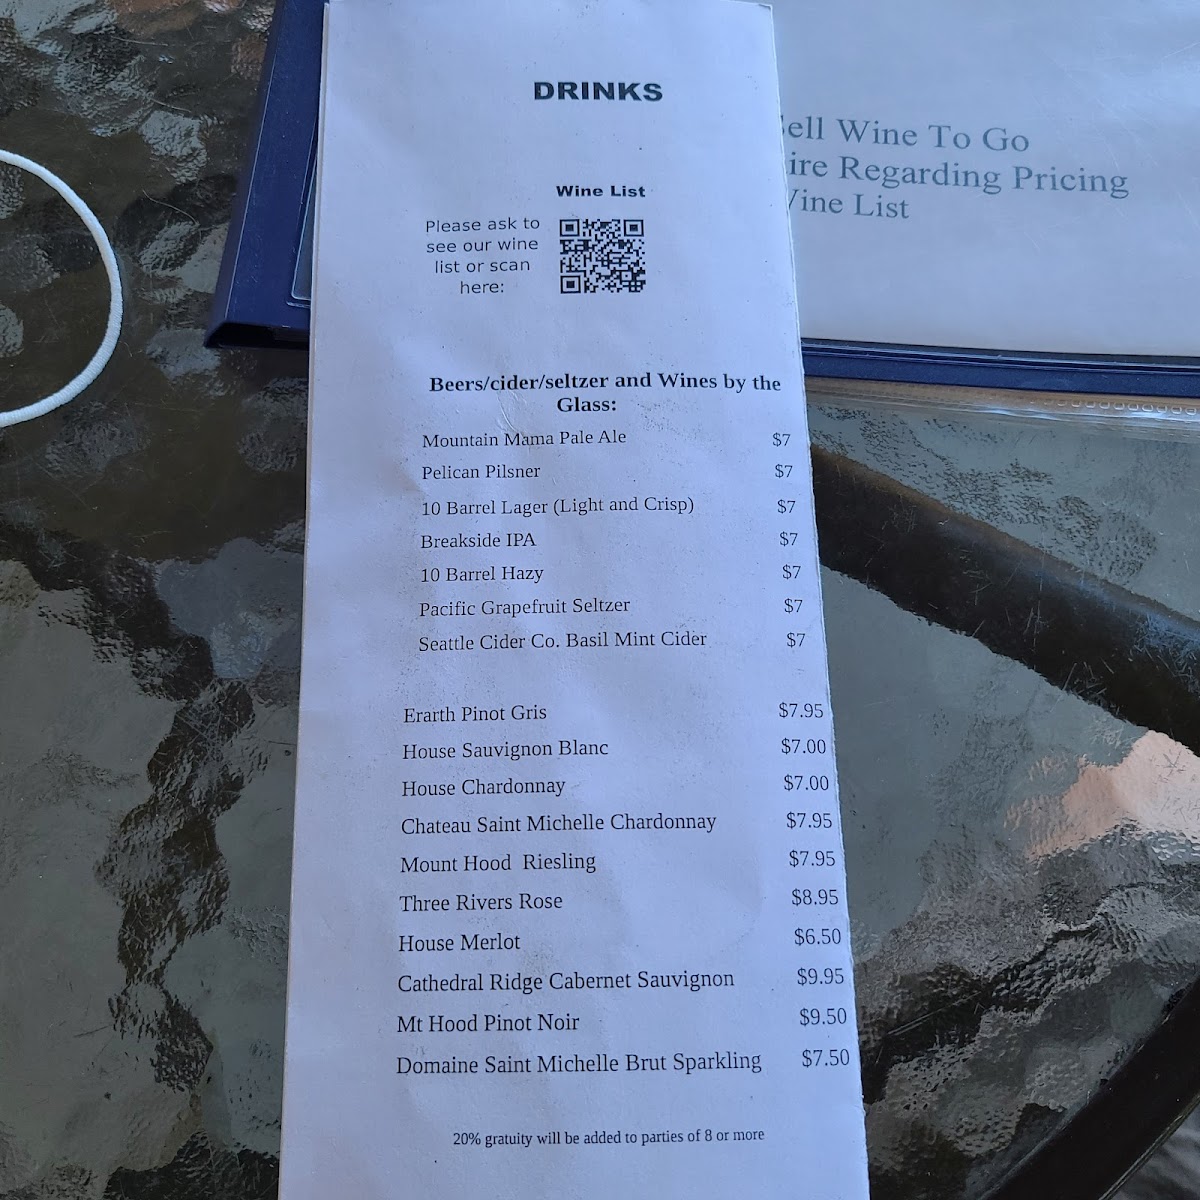 DRINKS
Wine List
Please ask to
see our wine
list or scan
here:
Beers/cider/seltzer and Wines by the
Glass:
Mountain Mama Pale Ale $7
Pelican Pilsner $7
10 Barrel Lager (Light and Crisp) $7
Breakside IPA $7
10 Barrel Hazy $7
Pacific Grapefruit Seltzer $7
Seattle Cider Co. Basil Mint Cider $7
Erarth Pinot Gris $7.95
House Sauvignon Blanc $7.00
House Chardonnay $7.00
Chateau Saint Michelle Chardonnay $7.95
Mount Hood Riesling $7.95
Three Rivers Rose $8.95
House Merlot $6.50
Cathedral Ridge Cabernet Sauvignon $9.95
Mt Hood Pinot Noir $9.50
Domaine Saint Michelle Brut Sparkling $7.50
20% gratuity will be added to parties of 8 or more
ell Wine To Go
ire Regarding Pricing
ine List